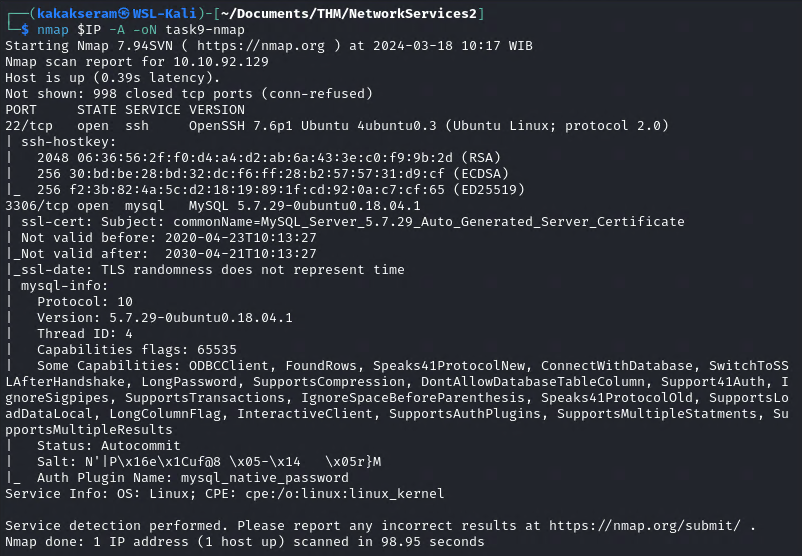 ┌──(kakakseram㉿WSL-Kali)-[~/Documents/THM/NetworkServices2]
└─$ nmap $IP -A -oN task9-nmap
Starting Nmap 7.94SVN ( https://nmap.org ) at 2024-03-18 10:17 WIB
Nmap scan report for 10.10.92.129
Host is up (0.39s latency).
Not shown: 998 closed tcp ports (conn-refused)
PORT     STATE SERVICE VERSION
22/tcp   open  ssh     OpenSSH 7.6p1 Ubuntu 4ubuntu0.3 (Ubuntu Linux; protocol 2.0)
| ssh-hostkey:
|   2048 06:36:56:2f:f0:d4:a4:d2:ab:6a:43:3e:c0:f9:9b:2d (RSA)
|   256 30:bd:be:28:bd:32:dc:f6:ff:28:b2:57:57:31:d9:cf (ECDSA)
|_  256 f2:3b:82:4a:5c:d2:18:19:89:1f:cd:92:0a:c7:cf:65 (ED25519)
3306/tcp open  mysql   MySQL 5.7.29-0ubuntu0.18.04.1
| ssl-cert: Subject: commonName=MySQL_Server_5.7.29_Auto_Generated_Server_Certificate
| Not valid before: 2020-04-23T10:13:27
|_Not valid after:  2030-04-21T10:13:27
|_ssl-date: TLS randomness does not represent time
| mysql-info:
|   Protocol: 10
|   Version: 5.7.29-0ubuntu0.18.04.1
|   Thread ID: 4
|   Capabilities flags: 65535
|   Some Capabilities: ODBCClient, FoundRows, Speaks41ProtocolNew, ConnectWithDatabase, SwitchToSS
LAfterHandshake, LongPassword, SupportsCompression, DontAllowDatabaseTableColumn, Support41Auth, I
gnoreSigpipes, SupportsTransactions, IgnoreSpaceBeforeParenthesis, Speaks41ProtocolOld, SupportsLo
adDataLocal, LongColumnFlag, InteractiveClient, SupportsAuthPlugins, SupportsMultipleStatments, Su
pportsMultipleResults
|   Status: Autocommit
|   Salt: N'|P\x16e\x1Cuf@8 \x05-\x14   \x05r}M
|_  Auth Plugin Name: mysql_native_password
Service Info: OS: Linux; CPE: cpe:/o:linux:linux_kernel

Service detection performed. Please report any incorrect results at https://nmap.org/submit/ .
Nmap done: 1 IP address (1 host up) scanned in 98.95 seconds